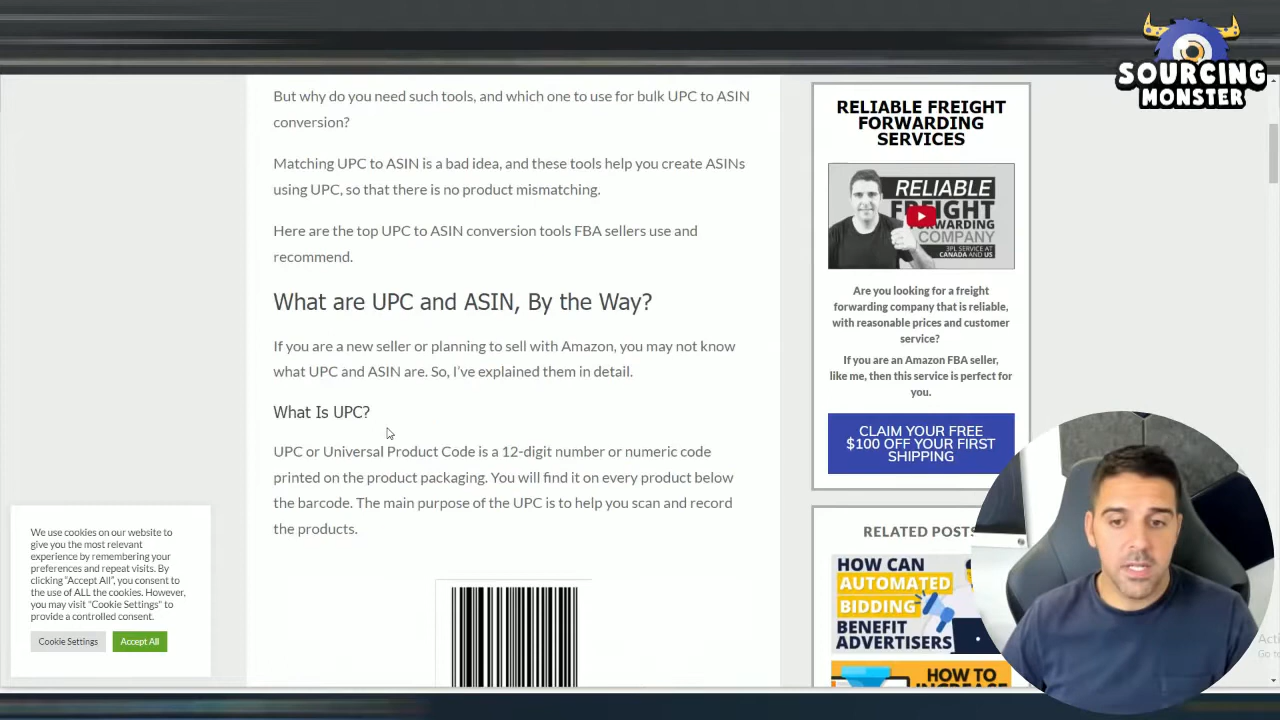 SOURCING
MONSTER
But why do you need such tools, and which one to use for bulk UPC to ASIN
conversion?
Matching UPC to ASIN is a bad idea, and these tools help you create ASINs
using UPC, so that there is no product mismatching.
Here are the top UPC to ASIN conversion tools FBA sellers use and
recommend.
What are UPC and ASIN, By the Way?
If you are a new seller or planning to sell with Amazon, you may not know
what UPC and ASIN are. So, I've explained them in detail.
What Is UPC?
UPC or Universal Product Code is a 12-digit number or numeric code
printed on the product packaging. You will find it on every product below
the barcode. The main purpose of the UPC is to help you scan and record
the products.
We use cookies on our website to
give you the most relevant
experience by remembering your
preferences and repeat visits. By
clicking "Accept All", you consent to
the use of ALL the cookies. However,
you may visit "Cookie Settings" to
provide a controlled consent.
Cookie Settings
Accept All
RELIABLE FREIGHT
FORWARDING
SERVICES
RELIABLE
FREIGHT
FORWARDING
COMPANY
3PL SERVICE AT
CANADA AND US
Are you looking for a freight
forwarding company that is reliable,
with reasonable prices and customer
service?
If you are an Amazon FBA seller,
like me, then this service is perfect for
you.
CLAIM YOUR FREE
$100 OFF YOUR FIRST
SHIPPING
RELATED POSTS
HOW CAN
AUTOMATED
BIDDING
BENEFIT
ADVERTISERS
HOW TO
Acti
Go to